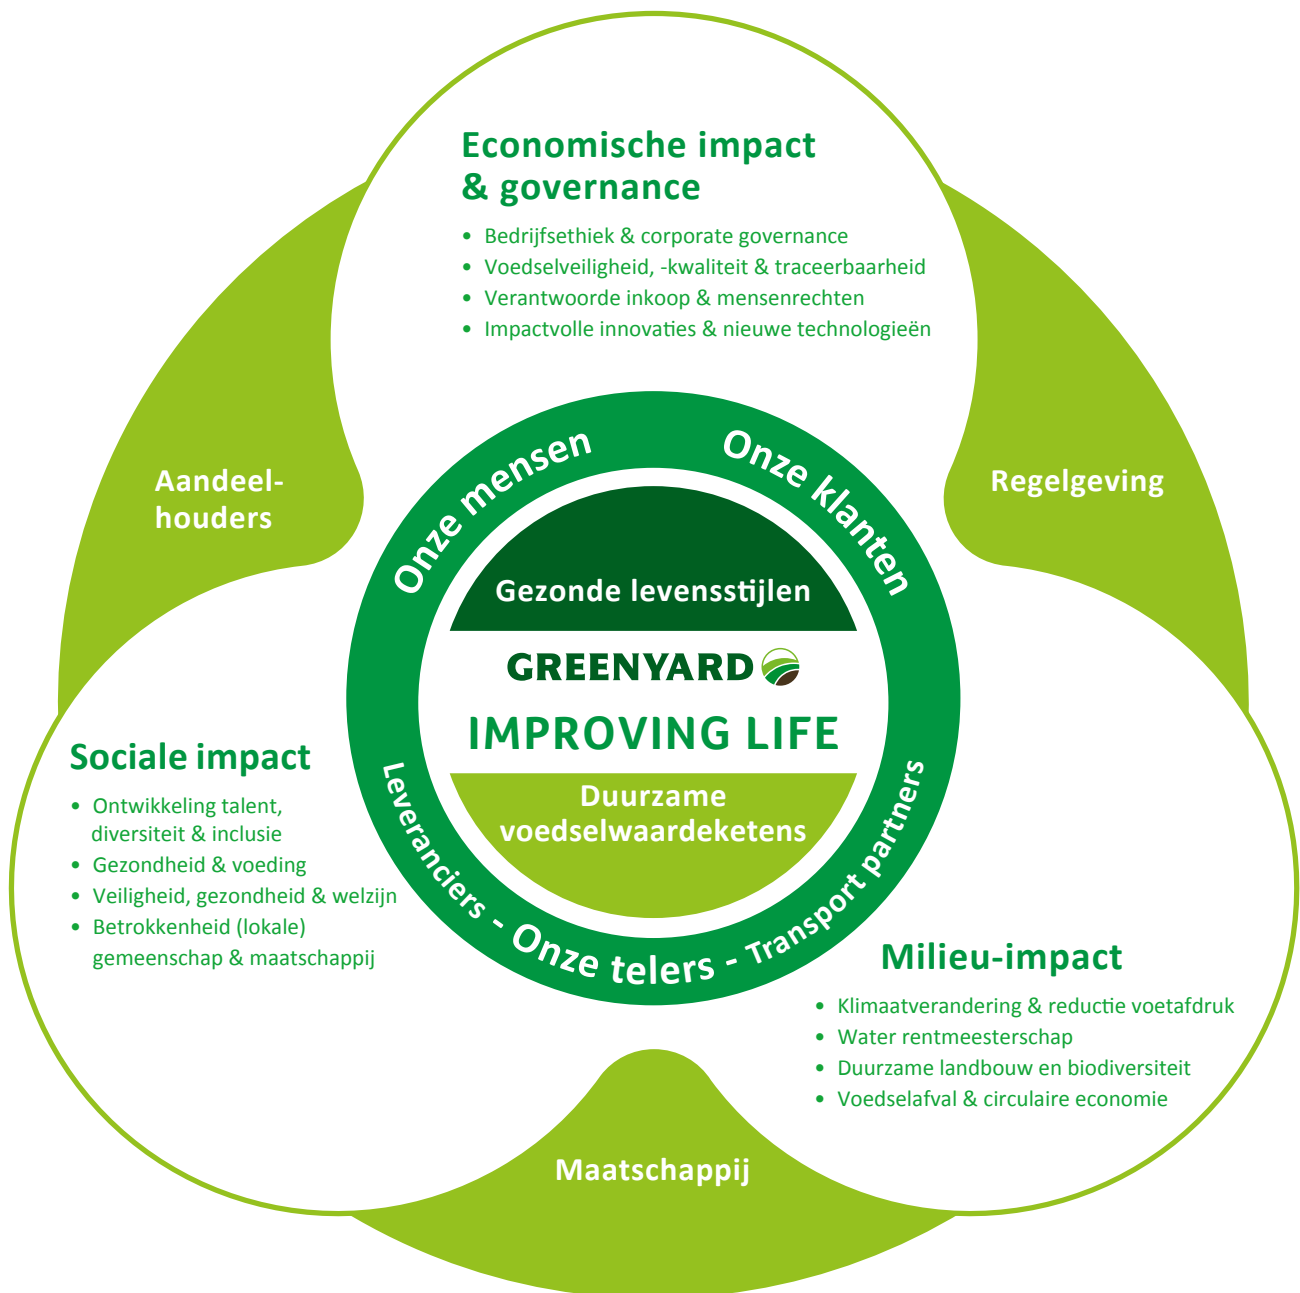 Economische impact
& governance
• Bedrijfsethiek & corporate governance
• Voedselveiligheid, -kwaliteit & traceerbaarheid
• Verantwoorde inkoop & mensenrechten
• Impactvolle innovaties & nieuwe technologieën
Aandeel-
houders
Regelgeving
Onze mensen
Onze klanten
Gezonde levensstijlen
GREENYARD
IMPROVING LIFE
Duurzame
voedselwaardeketens
Leveranciers - Onze telers - Transport partners
Sociale impact
• Ontwikkeling talent,
diversiteit & inclusie
• Gezondheid & voeding
• Veiligheid, gezondheid & welzijn
• Betrokkenheid (lokale)
gemeenschap & maatschappij
Milieu-impact
• Klimaatverandering & reductie voetafdruk
• Water rentmeesterschap
• Duurzame landbouw en biodiversiteit
• Voedselafval & circulaire economie
Maatschappij